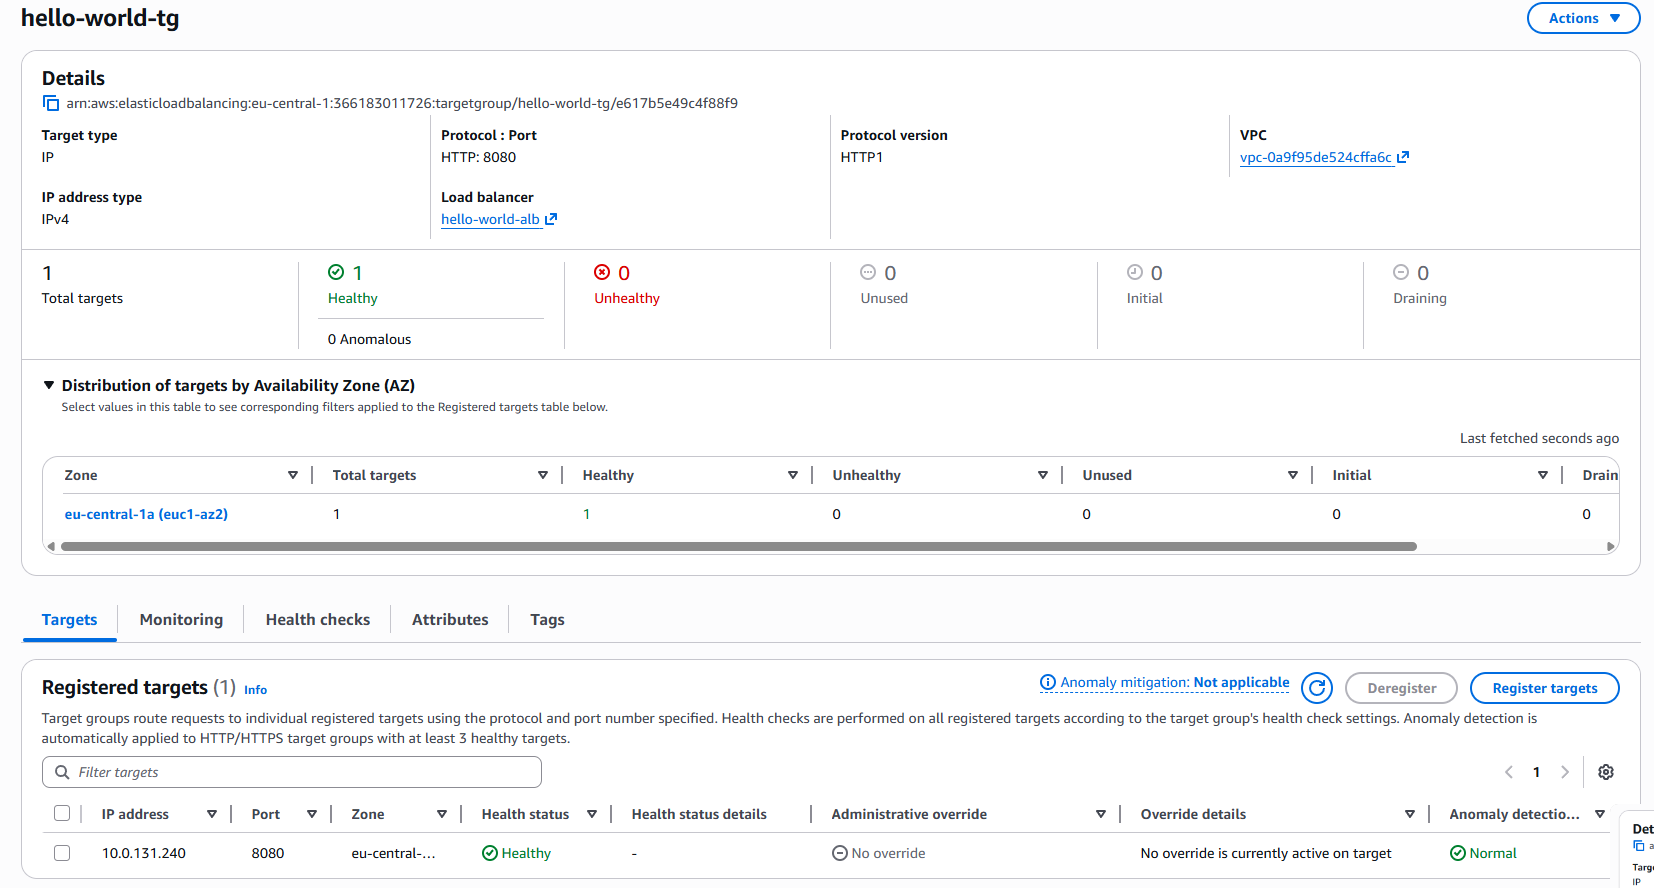 hello-world-tg
Actions
Details
arn:aws:elasticloadbalancing:eu-central-1:366183011726:targetgroup/hello-world-tg/e617b5e49c4f88f9
Target type
IP
Protocol : Port
HTTP: 8080
Protocol version
HTTP1
VPC
vpc-0a9f95de524cffa6c
IP address type
IPv4
Load balancer
hello-world-alb
1
Total targets
1
Healthy
0 Anomalous
0
Unhealthy
0
Unused
0
Initial
0
Draining
Distribution of targets by Availability Zone (AZ)
Select values in this table to see corresponding filters applied to the Registered targets table below.
Last fetched seconds ago
Zone Total targets Healthy Unhealthy Unused Initial Drain
eu-central-1a (euc1-az2) 1 1 0 0 0 0
Targets Monitoring Health checks Attributes Tags
Registered targets (1) Info
Anomaly mitigation: Not applicable
Deregister
Register targets
Target groups route requests to individual registered targets using the protocol and port number specified. Health checks are performed on all registered targets according to the target group's health check settings. Anomaly detection is
automatically applied to HTTP/HTTPS target groups with at least 3 healthy targets.
Filter targets
1
IP address Port Zone Health status Health status details Administrative override Override details Anomaly detectio...
10.0.131.240 8080 eu-central-... Healthy - No override No override is currently active on target Normal
Det
a
Targe
IP